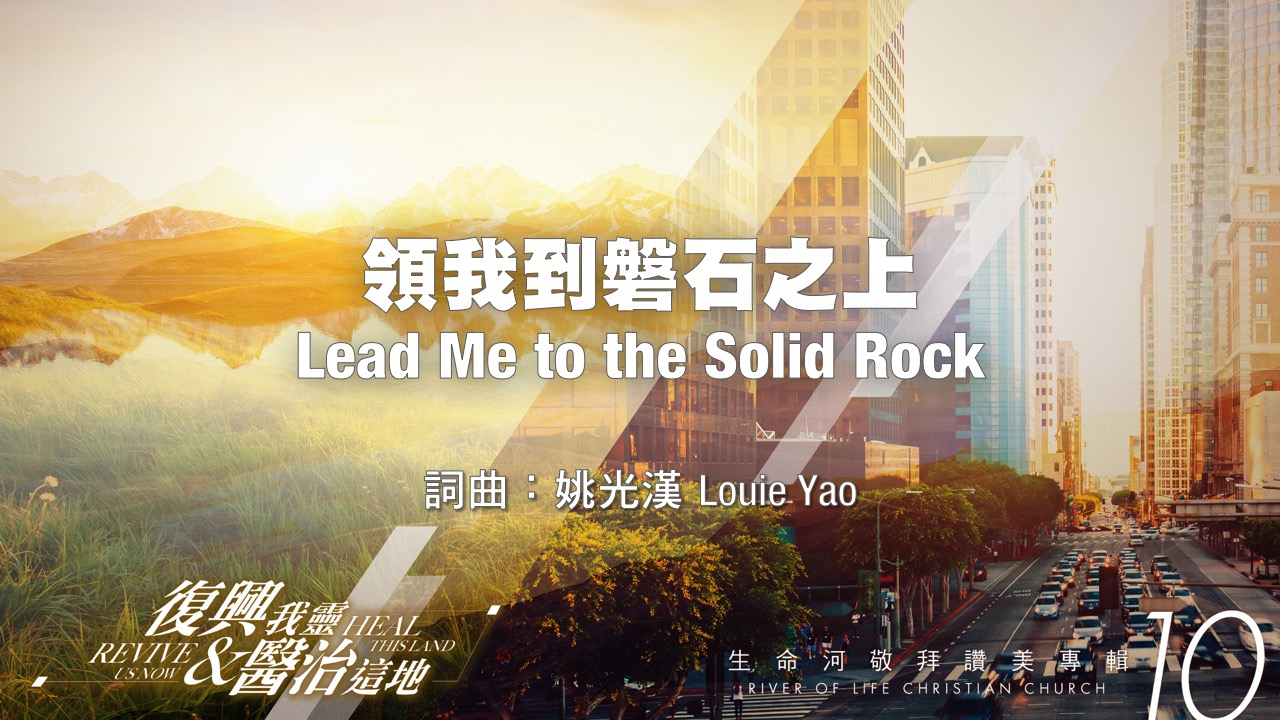 領我到磐石之上
Lead Me to the Solid Rock
詞曲：姚光漢 Louie Yao
復興我靈 HEAL
REVIVE THIS LAND
US NOW & 醫治這地
生命河敬拜讚美專輯 10
RIVER OF LIFE CHRISTIAN CHURCH